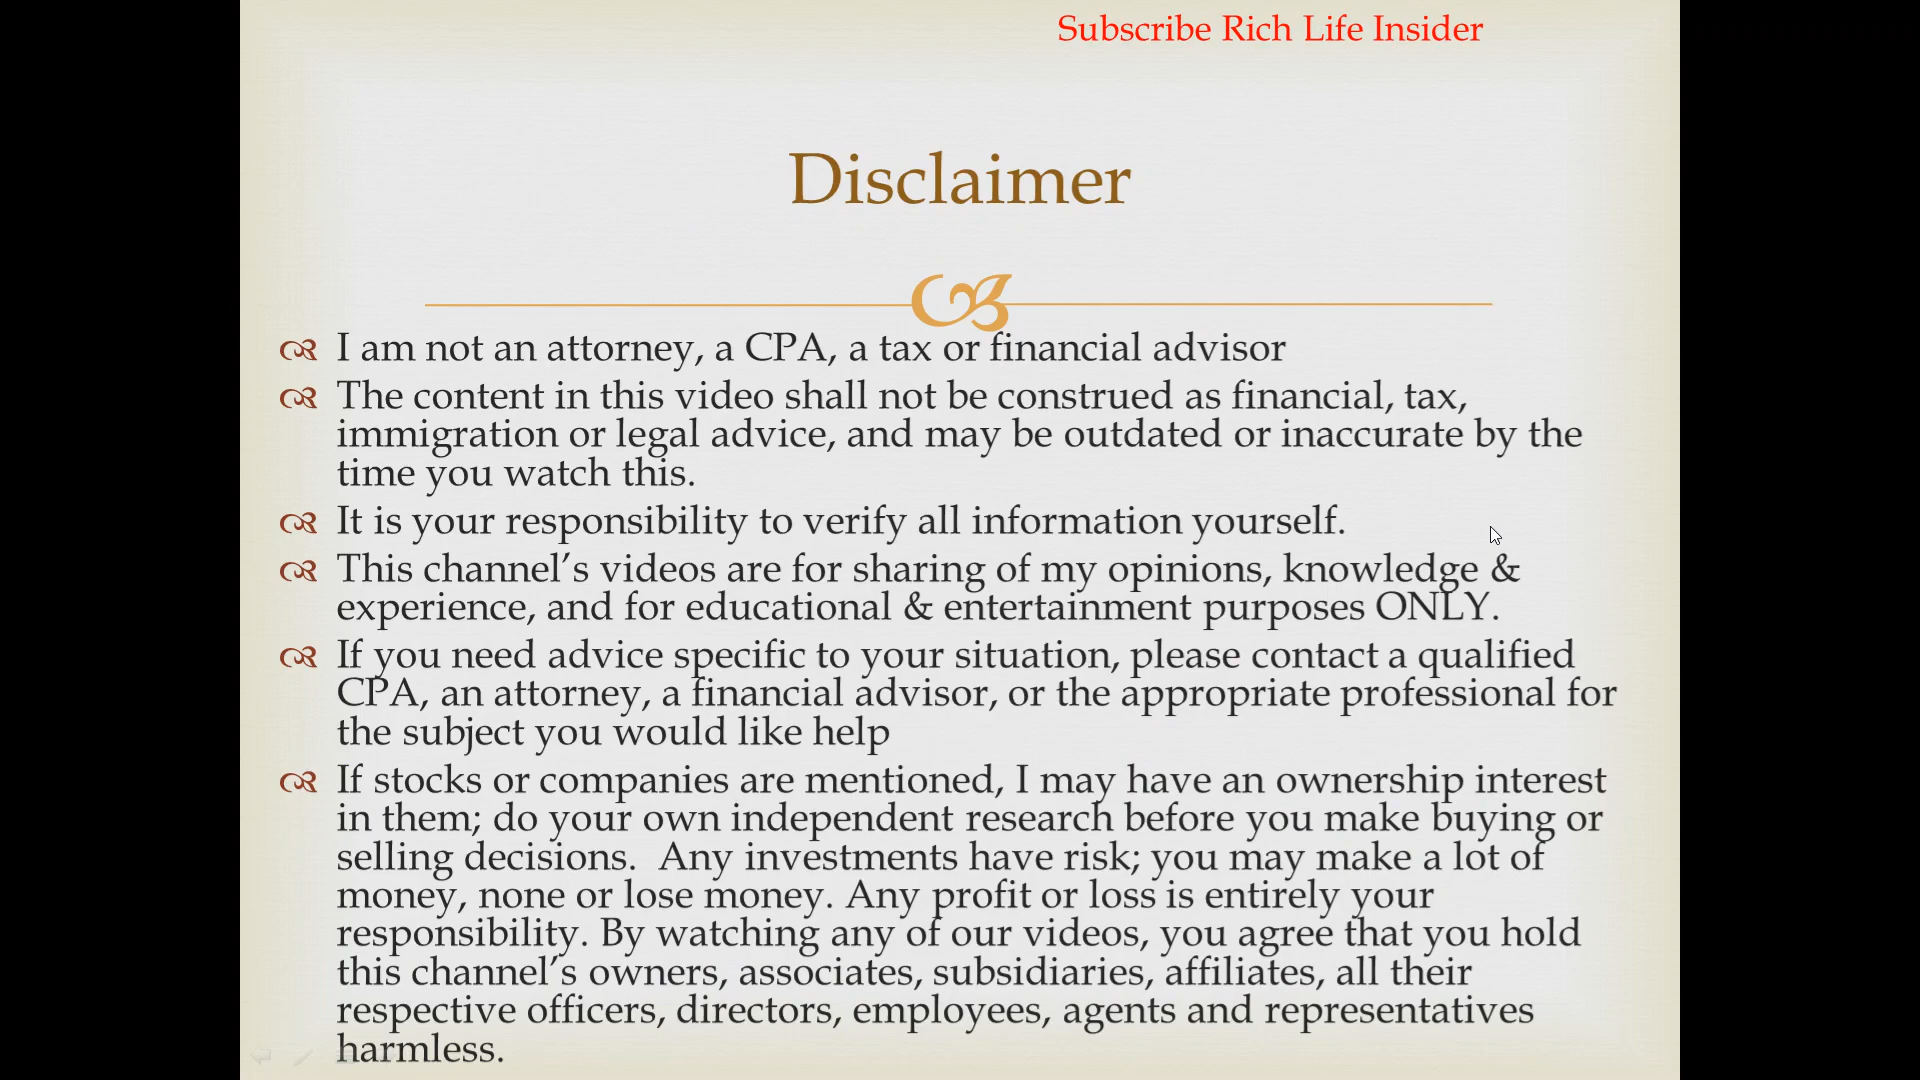 Subscribe Rich Life Insider
Disclaimer
I am not an attorney, a CPA, a tax or financial advisor
The content in this video shall not be construed as financial, tax,
immigration or legal advice, and may be outdated or inaccurate by the
time you watch this.
It is your responsibility to verify all information yourself.
This channel’s videos are for sharing of my opinions, knowledge &
experience, and for educational & entertainment purposes ONLY.
If you need advice specific to your situation, please contact a qualified
CPA, an attorney, a financial advisor, or the appropriate professional for
the subject you would like help
If stocks or companies are mentioned, I may have an ownership interest
in them; do your own independent research before you make buying or
selling decisions.  Any investments have risk; you may make a lot of
money, none or lose money. Any profit or loss is entirely your
responsibility. By watching any of our videos, you agree that you hold
this channel’s owners, associates, subsidiaries, affiliates, all their
respective officers, directors, employees, agents and representatives
harmless.